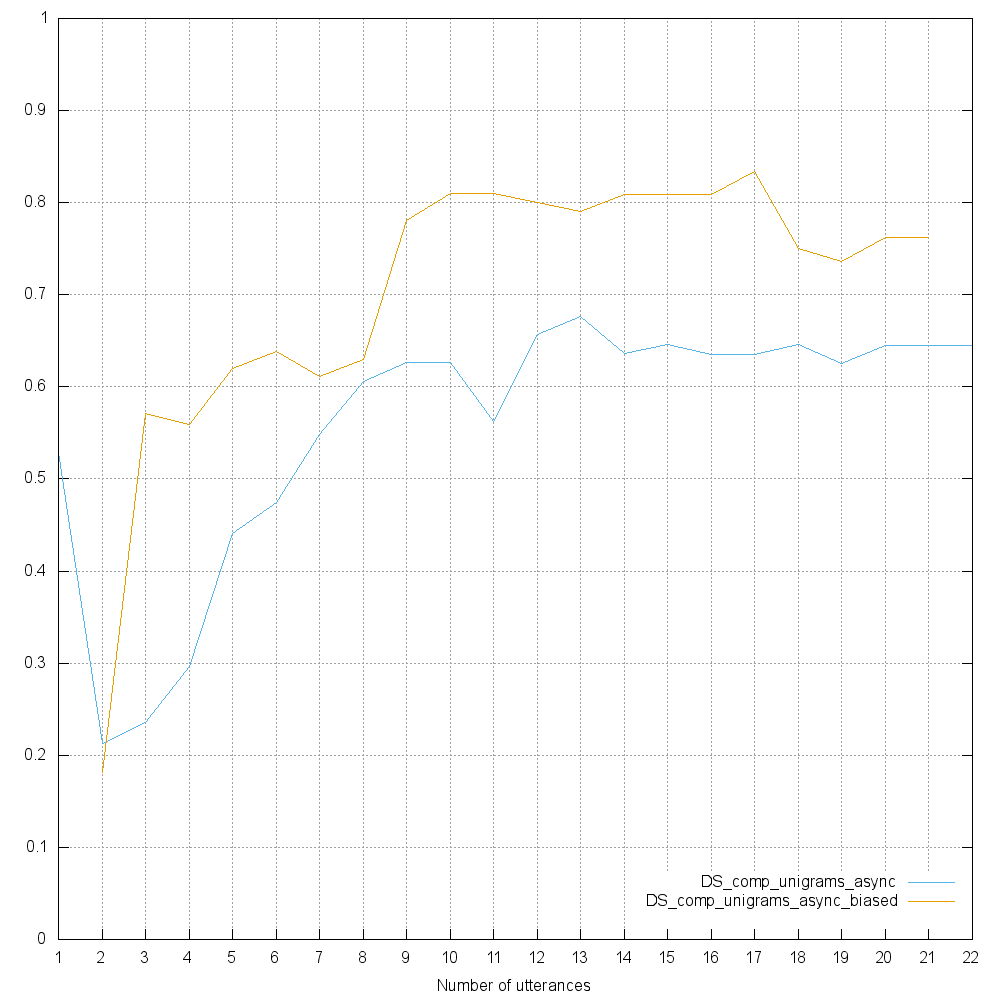 1
0.9
0.8
0.7
0.6
0.5
0.4
0.3
0.2
0.1
0
DS_comp_unigrams_async
DS_comp_unigrams_async_biased
1 2 3 4 5 6 7 8 9 10 11 12 13 14 15 16 17 18 19 20 21 22
Number of utterances